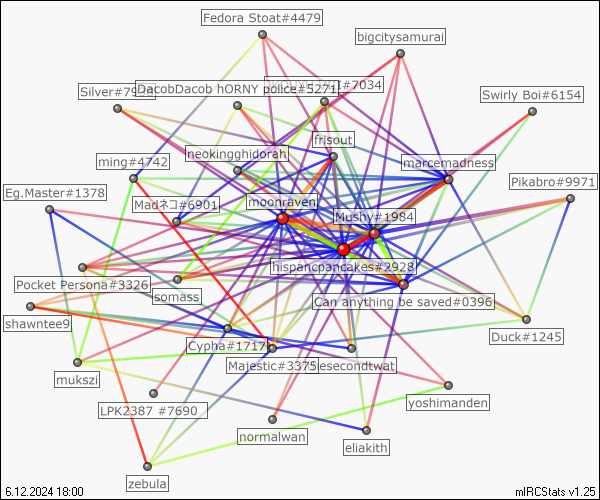 Fedora Stoat#4479
bigcitysamurai
DacobDacob hORNY police#5271
#7034
Swirly Boi#6154
frisout
neokingghidorah
ming#4742
marcemadness
Pikabro#9971
Eg.Master#1378
Madネコ#6901
moonraven
Mushy#1984
hispanicpancakes#2928
Pocket Persona#3326
somass
Can anything be saved#0396
shawntee9
Cypha#1717
Duck#1245
Majestic#3375
esecondtwat
mukszi
yoshimanden
LPK2387 #7690
normalwan
eliakith
zebula
6.12.2024 18:00
mIRCStats v1.25